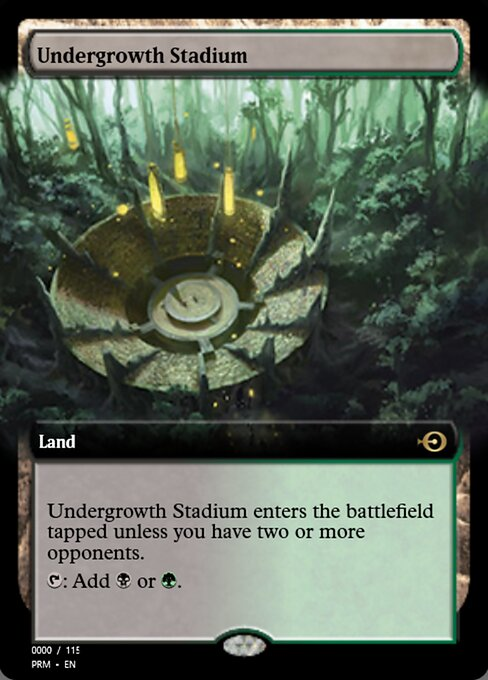 Undergrowth Stadium
Land
Undergrowth Stadium enters the battlefield
tapped unless you have two or more
opponents.
: Add or .
0000 / 115
PRM • EN